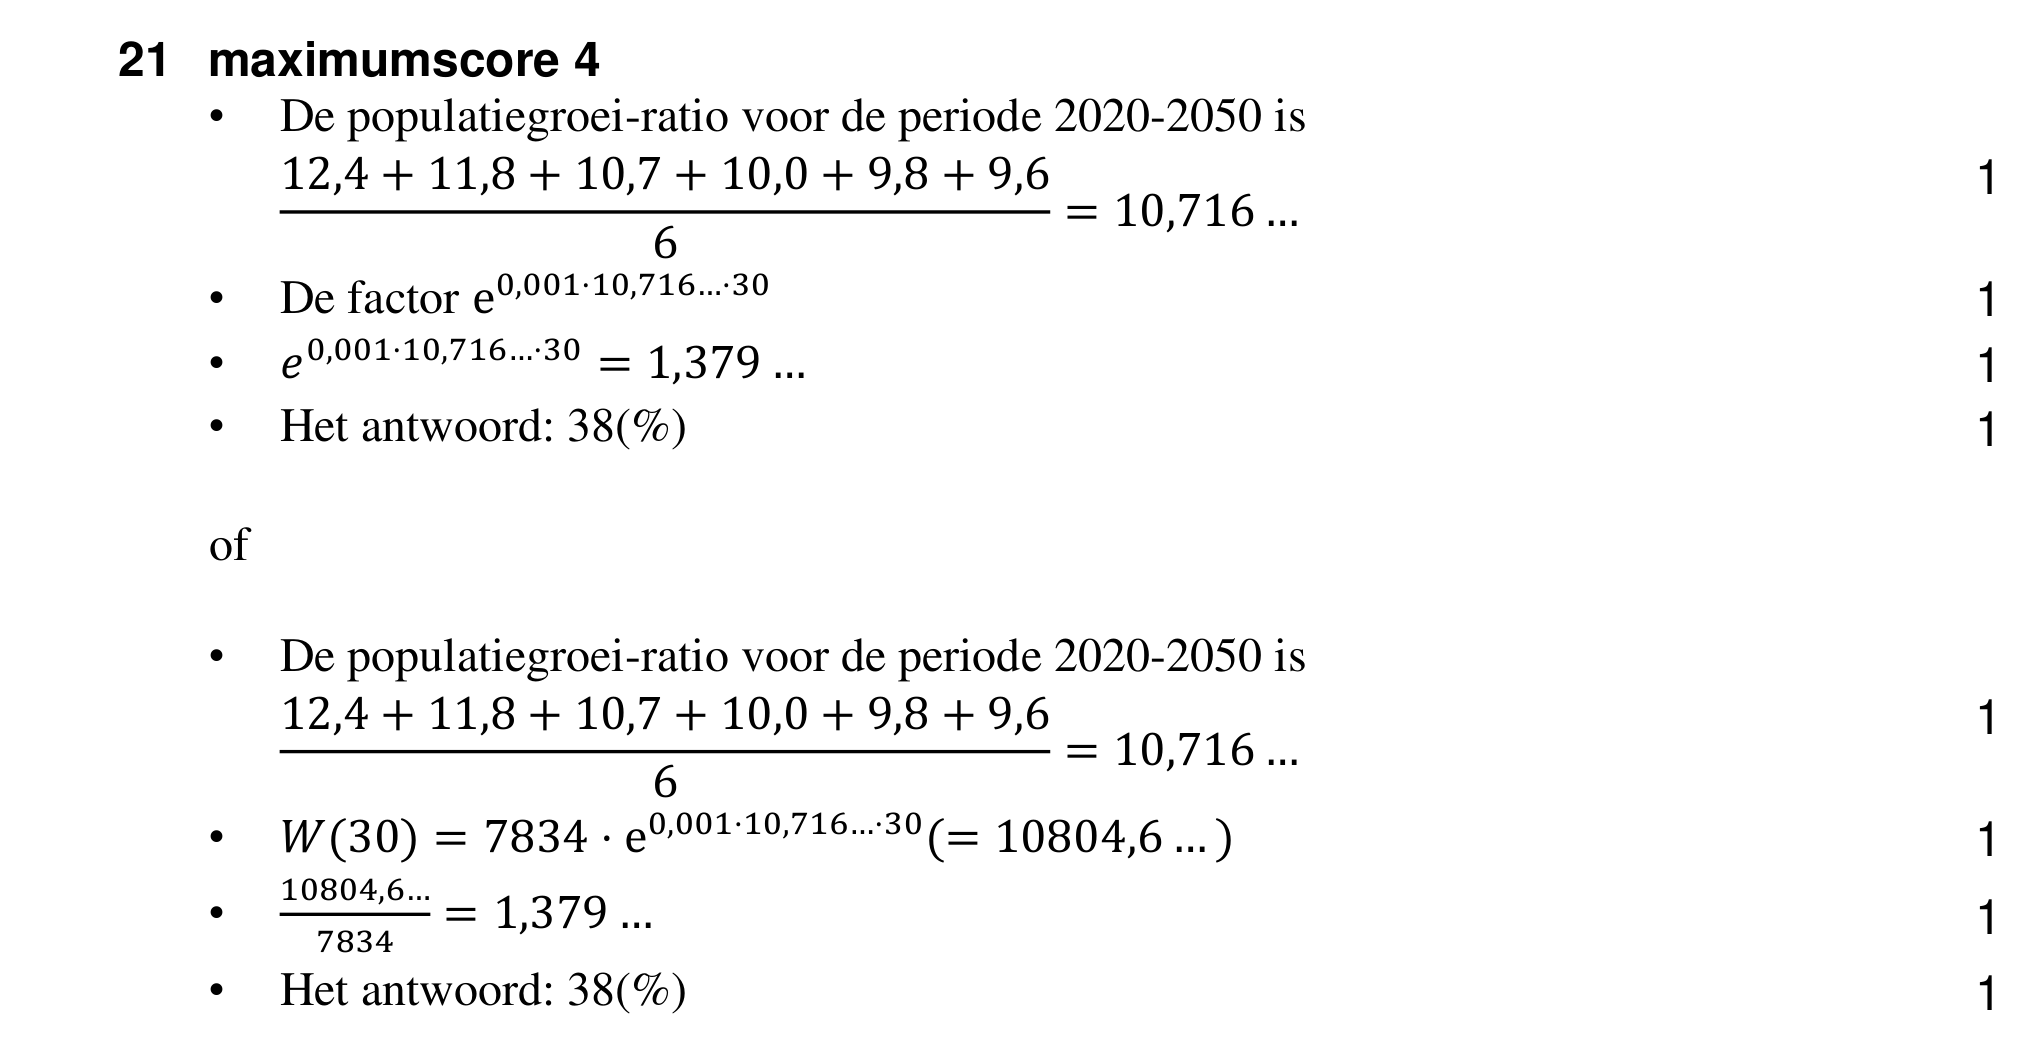 21 maximumscore 4
• De populatiegroei-ratio voor de periode 2020-2050 is
(12,4 + 11,8 + 10,7 + 10,0 + 9,8 + 9,6)/6 = 10,716 … 1
• De factor e^(0,001·10,716…·30) 1
• e^(0,001·10,716…·30) = 1,379 … 1
• Het antwoord: 38(%) 1
of
• De populatiegroei-ratio voor de periode 2020-2050 is
(12,4 + 11,8 + 10,7 + 10,0 + 9,8 + 9,6)/6 = 10,716 … 1
• W(30) = 7834 · e^(0,001·10,716…·30)(= 10804,6 … ) 1
• 10804,6…/7834 = 1,379 … 1
• Het antwoord: 38(%) 1